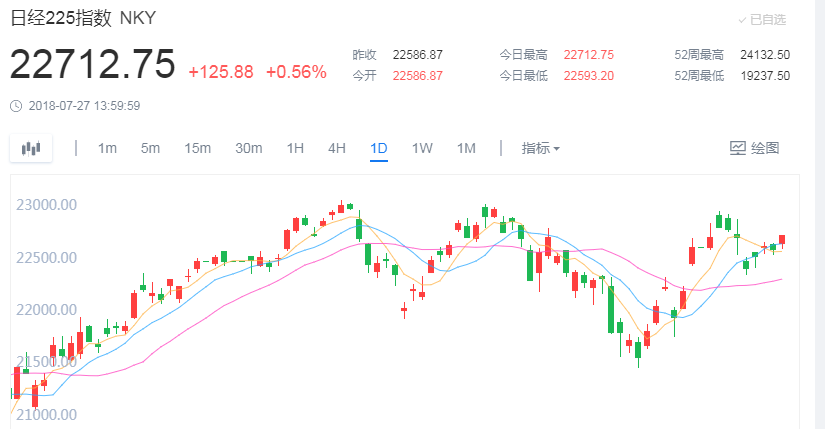 日经225指数 NKY
已自选
22712.75 +125.88 +0.56%
昨收 22586.87 今日最高 22712.75 52周最高 24132.50
今开 22586.87 今日最低 22593.20 52周最低 19237.50
2018-07-27 13:59:59
1m 5m 15m 30m 1H 4H 1D 1W 1M 指标 绘图
23000.00
22500.00
22000.00
21500.00
21000.00